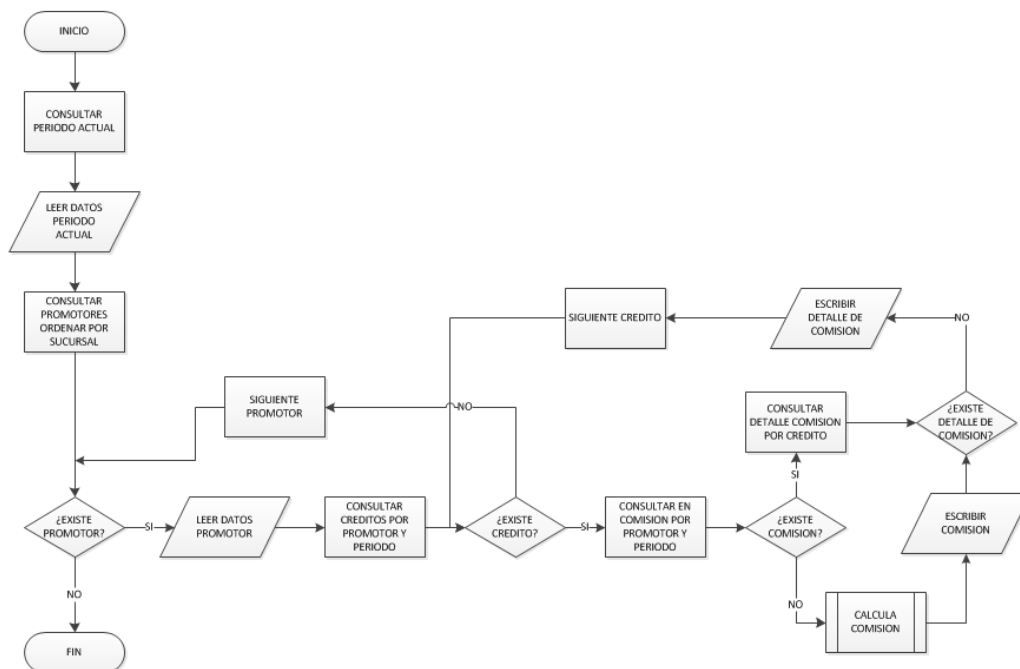 INICIO
CONSULTAR
PERIODO ACTUAL
LEER DATOS
PERIODO
ACTUAL
CONSULTAR
PROMOTORES
ORDENAR POR
SUCURSAL
SIGUIENTE CREDITO
ESCRIBIR
DETALLE DE
COMISION
NO
SIGUIENTE
PROMOTOR
NO
CONSULTAR
DETALLE COMISION
POR CREDITO
¿EXISTE
DETALLE DE
COMISION?
SI
¿EXISTE
PROMOTOR?
SI
LEER DATOS
PROMOTOR
CONSULTAR
CREDITOS POR
PROMOTOR Y
PERIODO
¿EXISTE
CREDITO?
SI
CONSULTAR EN
COMISION POR
PROMOTOR Y
PERIODO
¿EXISTE
COMISION?
ESCRIBIR
COMISION
NO
NO
CALCULA
COMISION
FIN